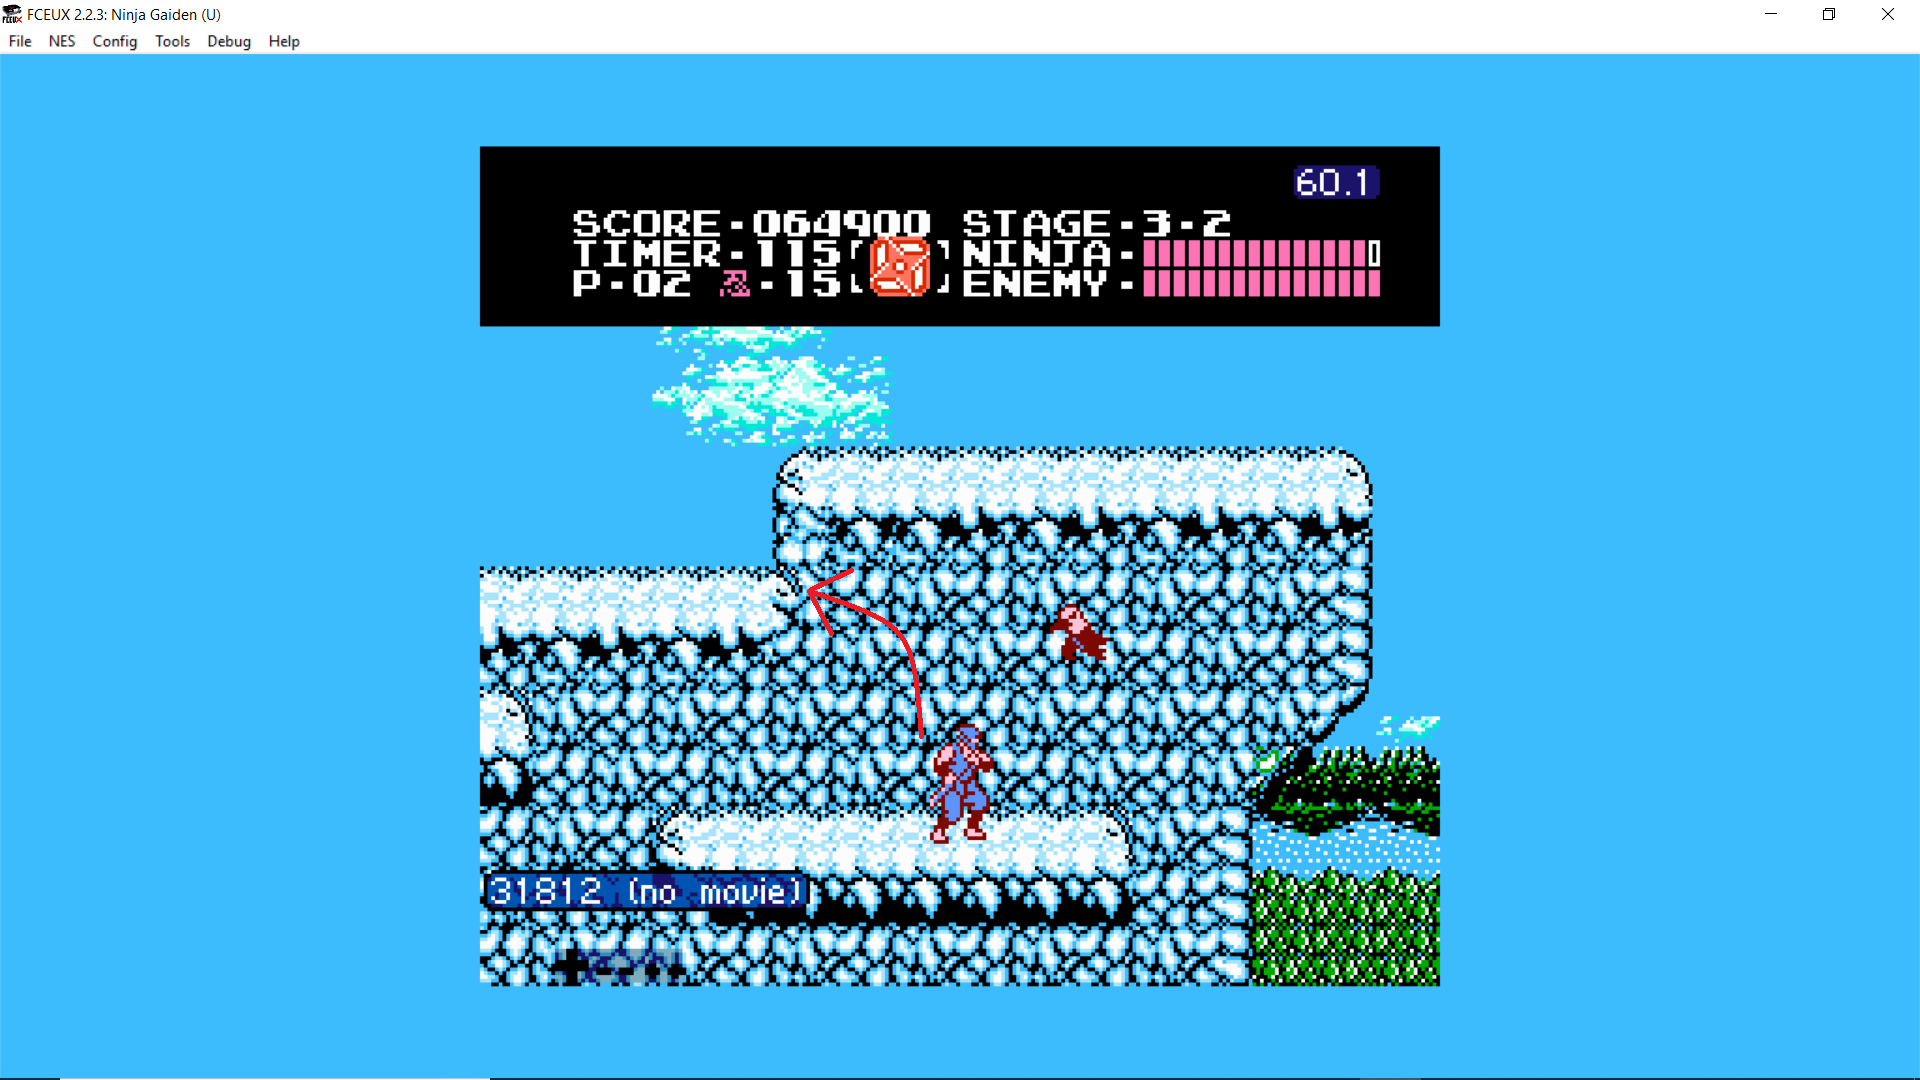 FCEUX 2.2.3: Ninja Gaiden (U)
File NES Config Tools Debug Help
60.1
SCORE-064900 STAGE-3-2
TIMER-115 NINJA-
P-02 忍-15 ENEMY-
31812 (no movie)